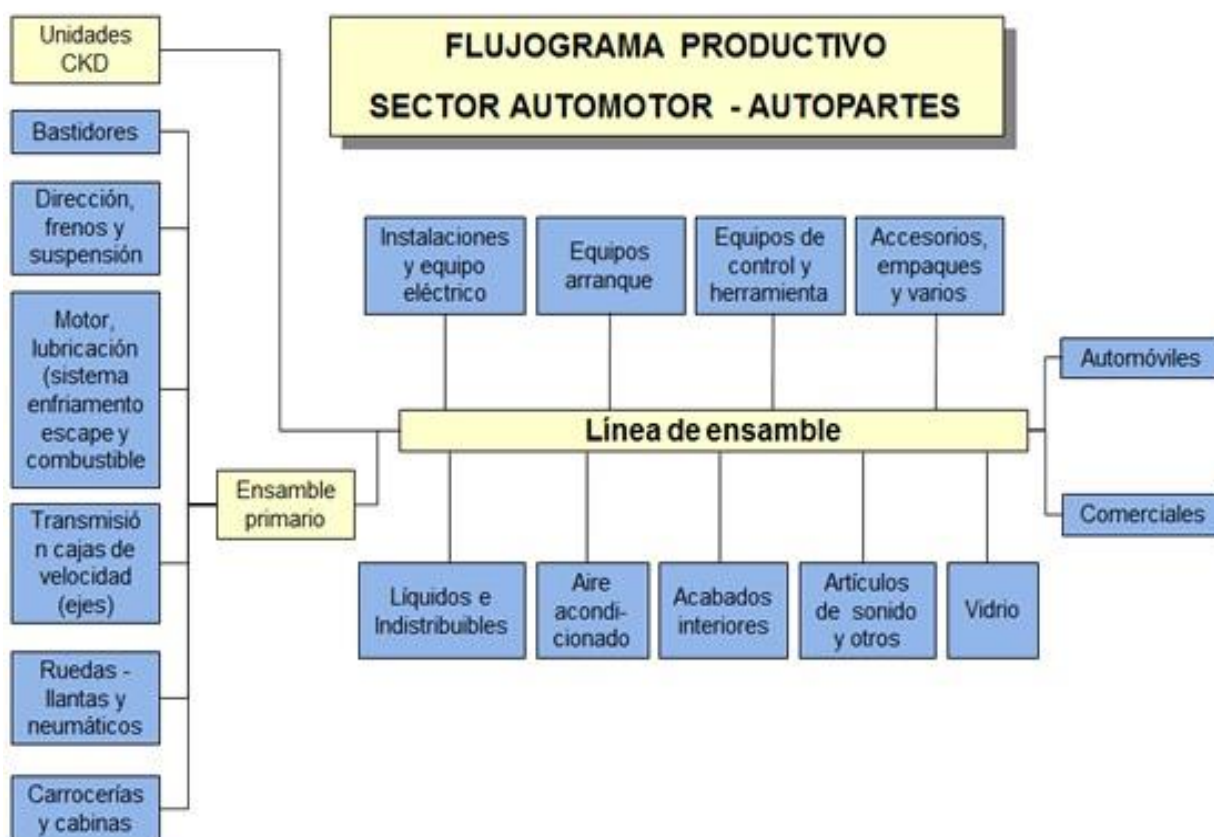 Unidades
CKD
FLUJOGRAMA PRODUCTIVO
SECTOR AUTOMOTOR - AUTOPARTES
Bastidores
Dirección,
frenos y
suspensión
Motor,
lubricación
(sistema
enfriamento
escape y
combustible
Transmisió
n cajas de
velocidad
(ejes)
Ruedas -
llantas y
neumáticos
Carrocerías
y cabinas
Ensamble
primario
Instalaciones
y equipo
eléctrico
Equipos
arranque
Equipos de
control y
herramienta
Accesorios,
empaques
y varios
Línea de ensamble
Líquidos e
Indistribuibles
Aire
acondi-
cionado
Acabados
interiores
Artículos
de sonido
y otros
Vidrio
Automóviles
Comerciales